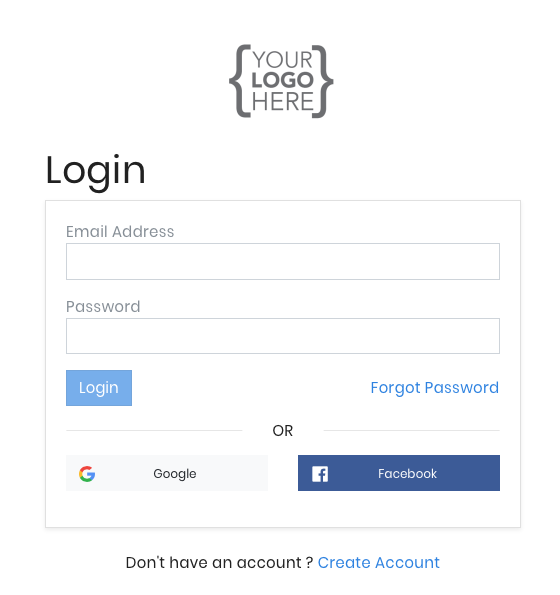 YOUR
LOGO
HERE
Login
Email Address
Password
Login
Forgot Password
OR
Google
Facebook
Don't have an account ? Create Account